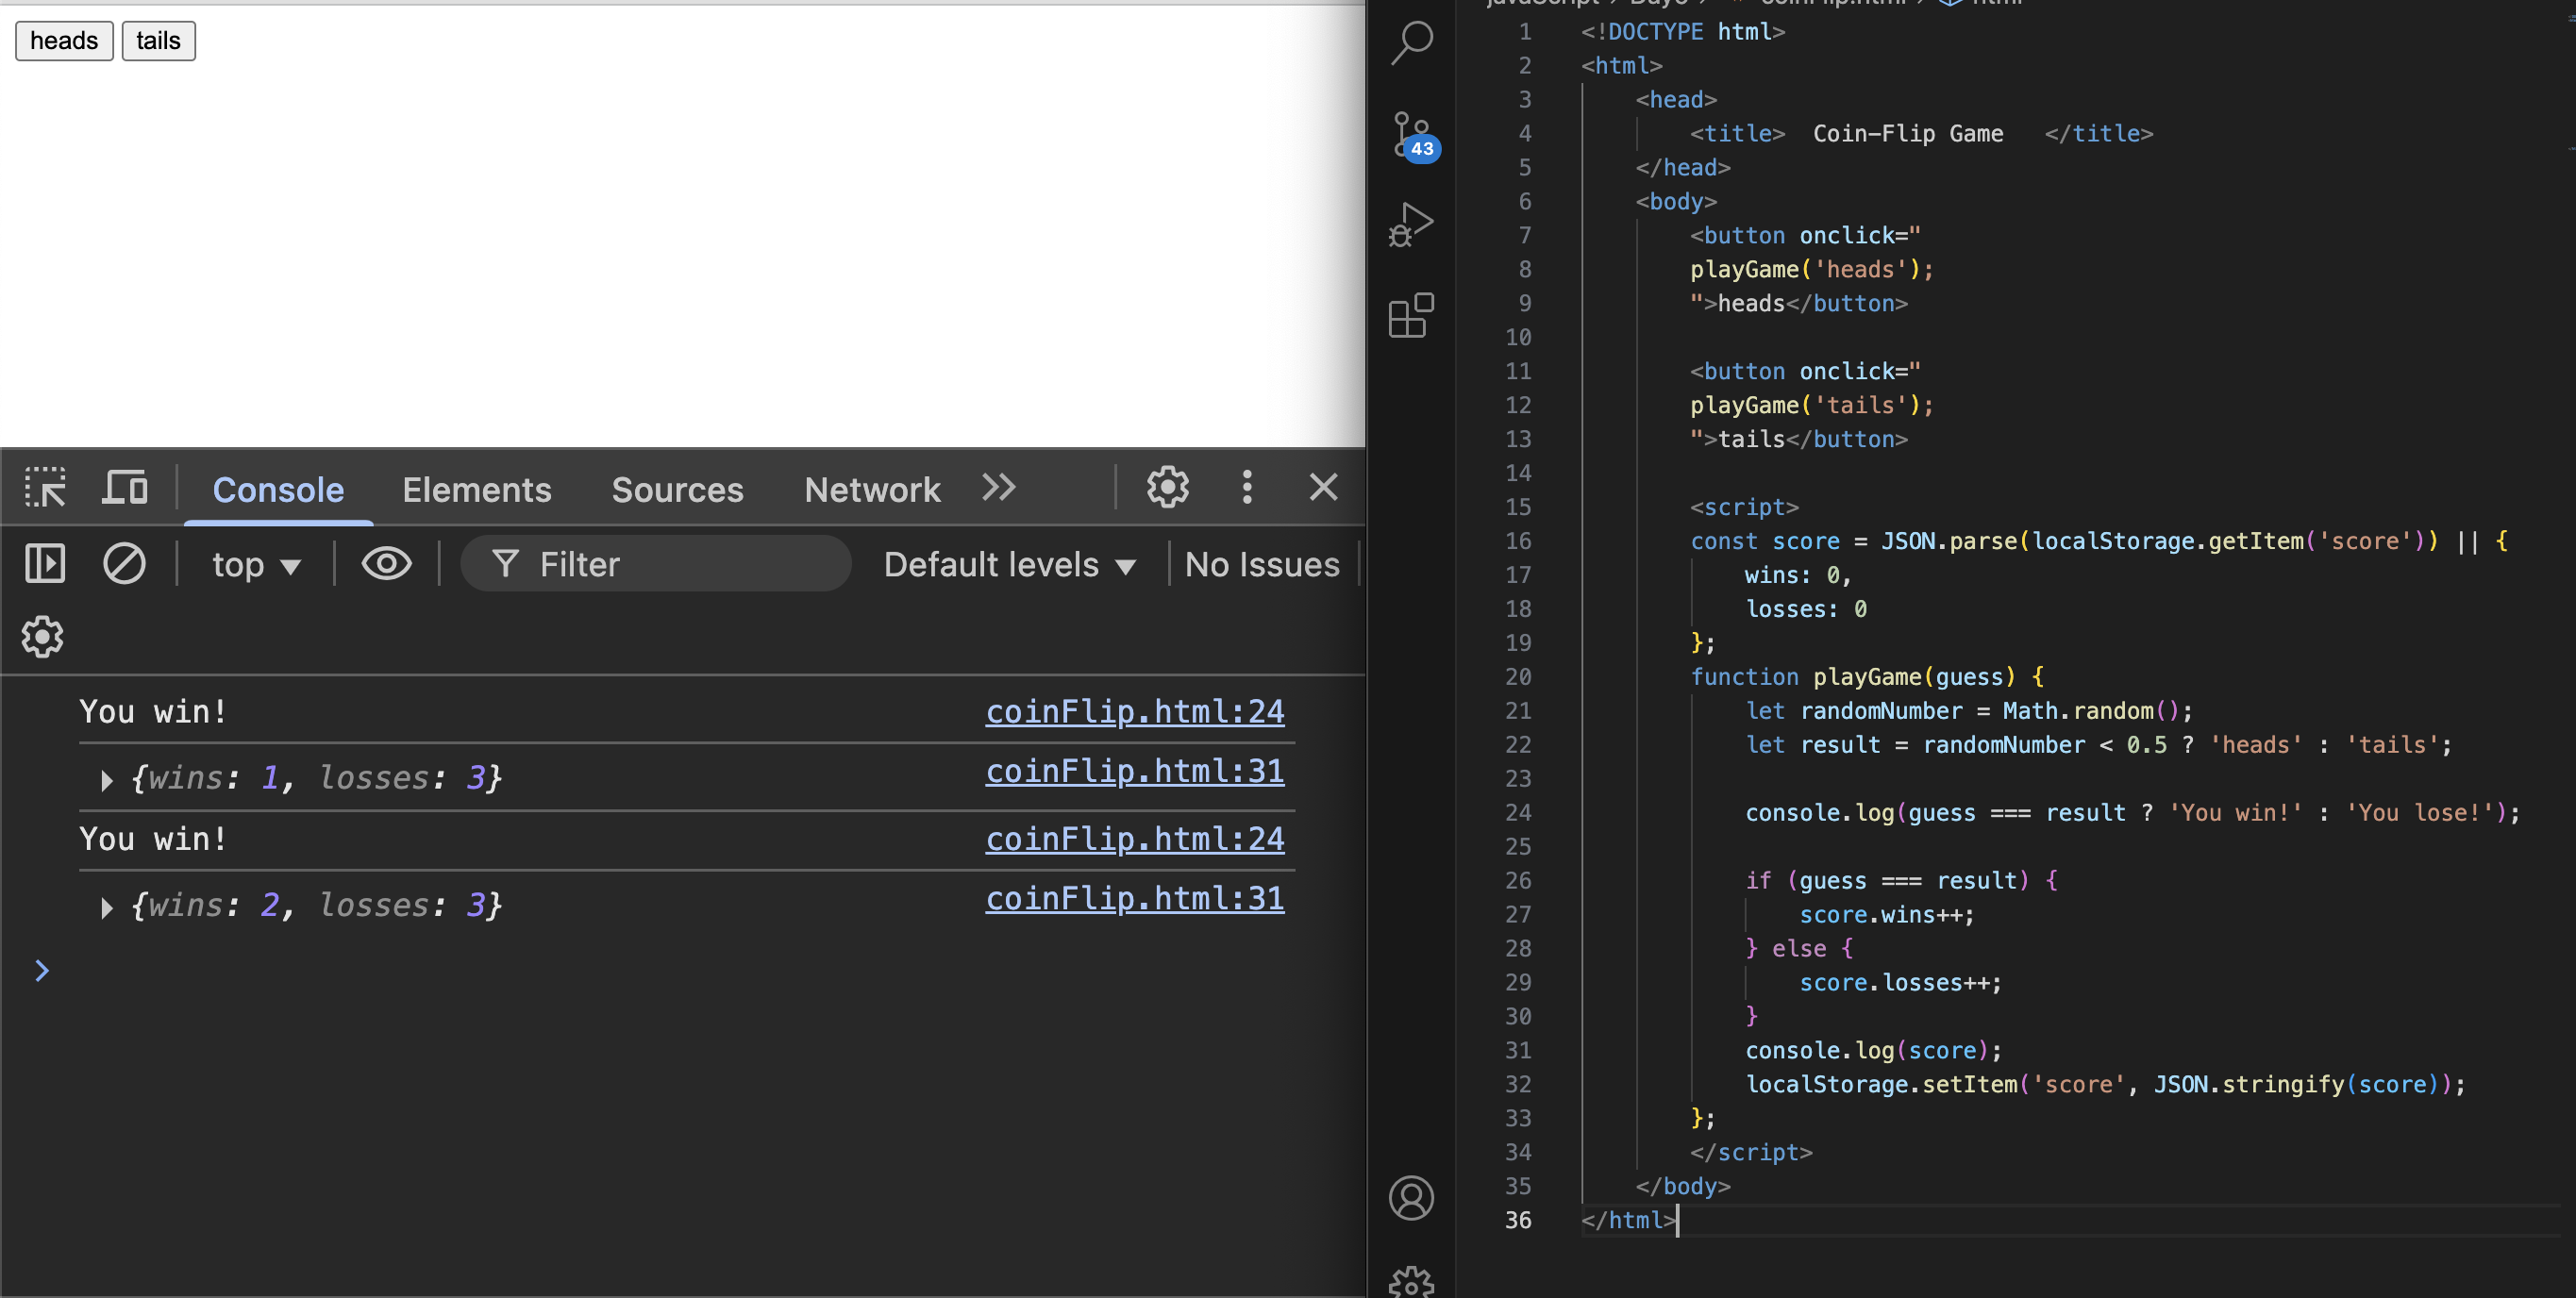 heads tails
Console Elements Sources Network
top Filter Default levels No Issues
You win! coinFlip.html:24
{wins: 1, losses: 3} coinFlip.html:31
You win! coinFlip.html:24
{wins: 2, losses: 3} coinFlip.html:31
43
1 <!DOCTYPE html>
2 <html>
3 <head>
4 <title>  Coin-Flip Game   </title>
5 </head>
6 <body>
7 <button onclick="
8 playGame('heads');
9 ">heads</button>
10
11 <button onclick="
12 playGame('tails');
13 ">tails</button>
14
15 <script>
16 const score = JSON.parse(localStorage.getItem('score')) || {
17 wins: 0,
18 losses: 0
19 };
20 function playGame(guess) {
21 let randomNumber = Math.random();
22 let result = randomNumber < 0.5 ? 'heads' : 'tails';
23
24 console.log(guess === result ? 'You win!' : 'You lose!');
25
26 if (guess === result) {
27 score.wins++;
28 } else {
29 score.losses++;
30 }
31 console.log(score);
32 localStorage.setItem('score', JSON.stringify(score));
33 };
34 </script>
35 </body>
36 </html>